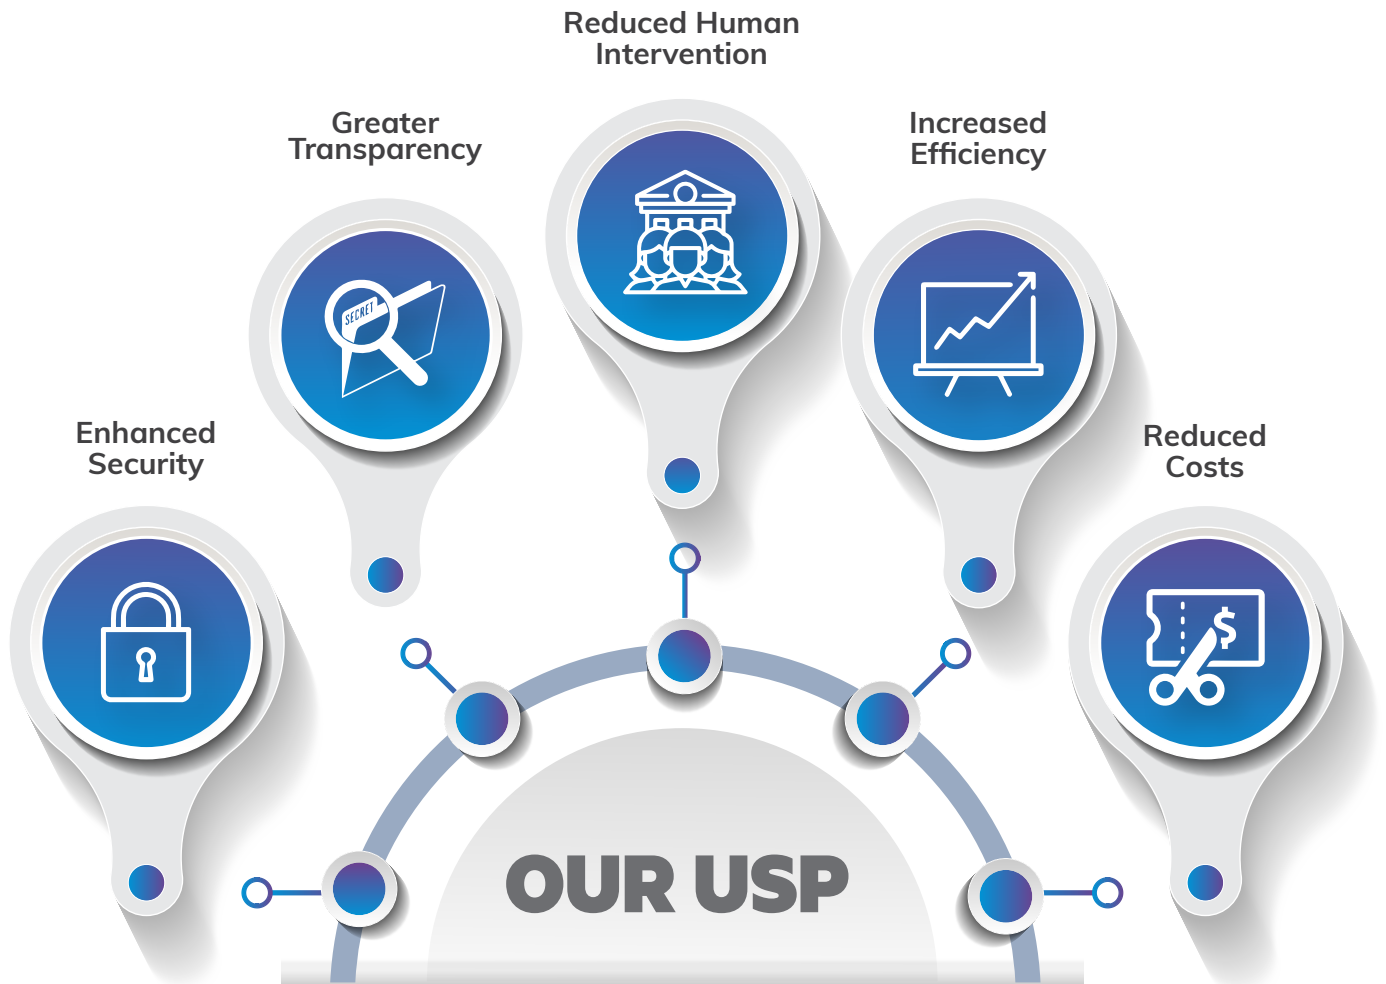 Reduced Human
Intervention
Greater
Transparency
Increased
Efficiency
Enhanced
Security
Reduced
Costs
SECRET
$
OUR USP